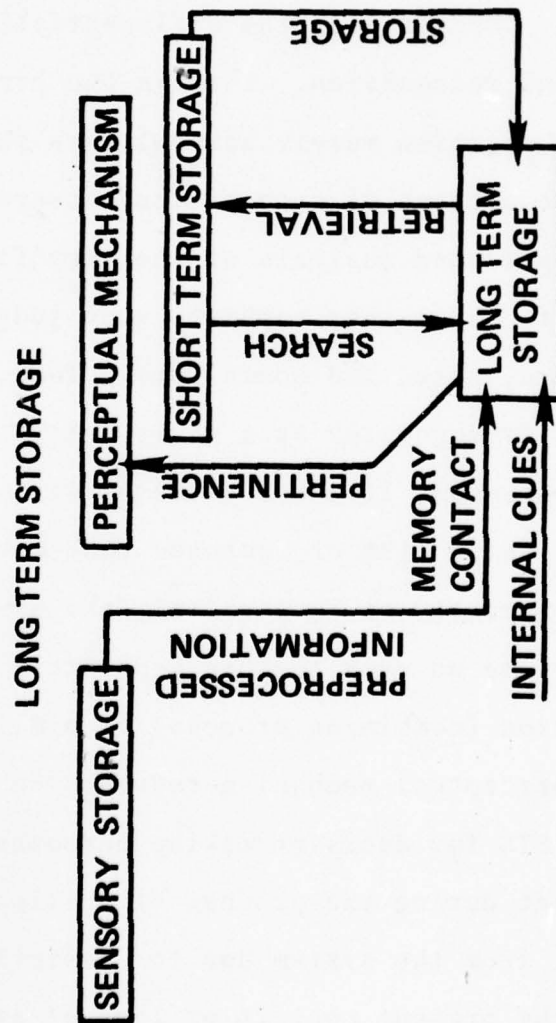 LONG TERM STORAGE
SENSORY STORAGE
PERCEPTUAL MECHANISM
SHORT TERM STORAGE
PREPROCESSED
INFORMATION
PERTINENCE
SEARCH
RETRIEVAL
STORAGE
MEMORY
CONTACT
LONG TERM
STORAGE
INTERNAL CUES